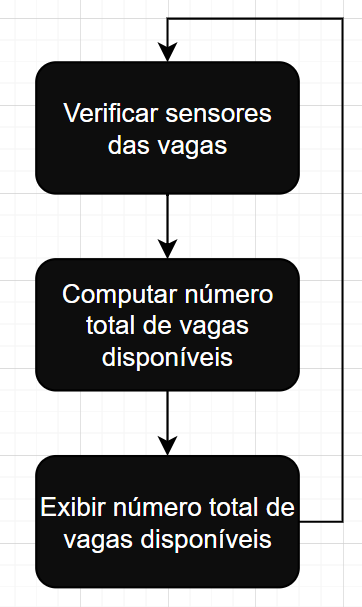 Verificar sensores
das vagas
Computar número
total de vagas
disponíveis
Exibir número total de
vagas disponíveis